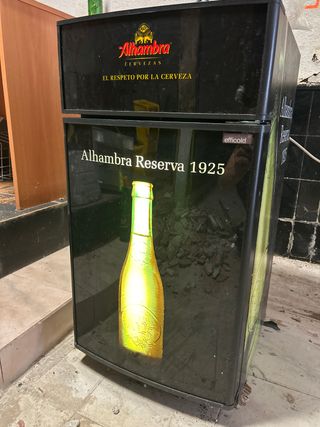 Alhambra
CERVEZAS
EL RESPETO POR LA CERVEZA
efficold
Alhambra Reserva 1925